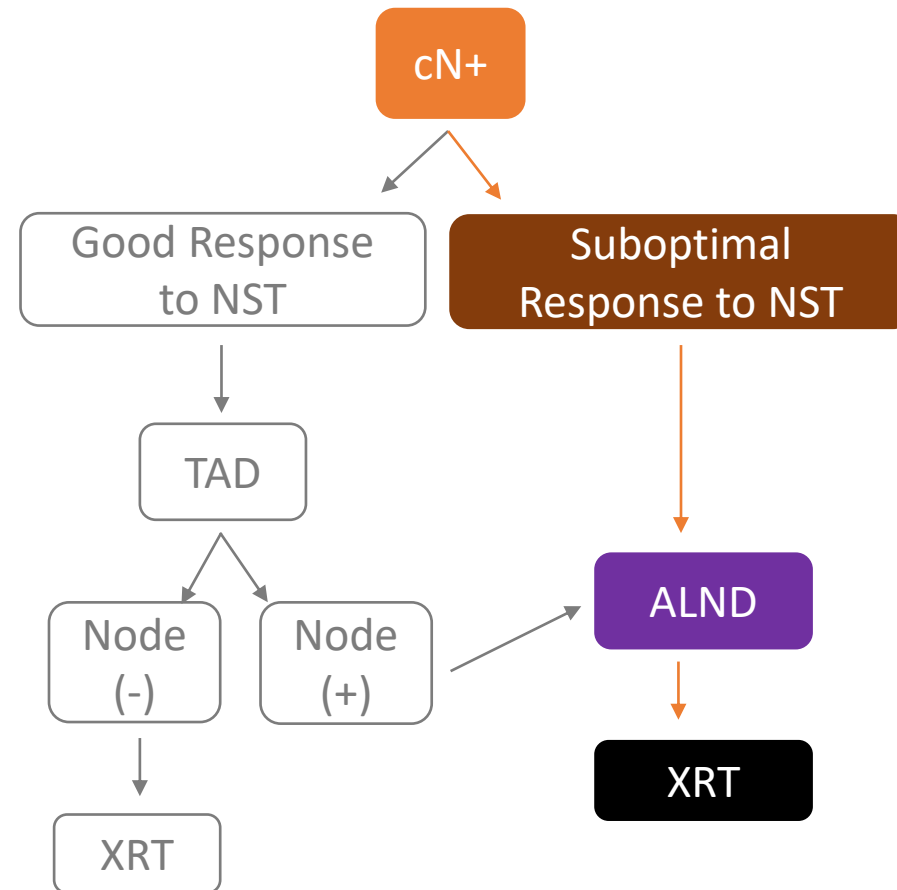 cN+
Good Response
to NST
Suboptimal
Response to NST
TAD
Node
(-)
Node
(+)
ALND
XRT
XRT